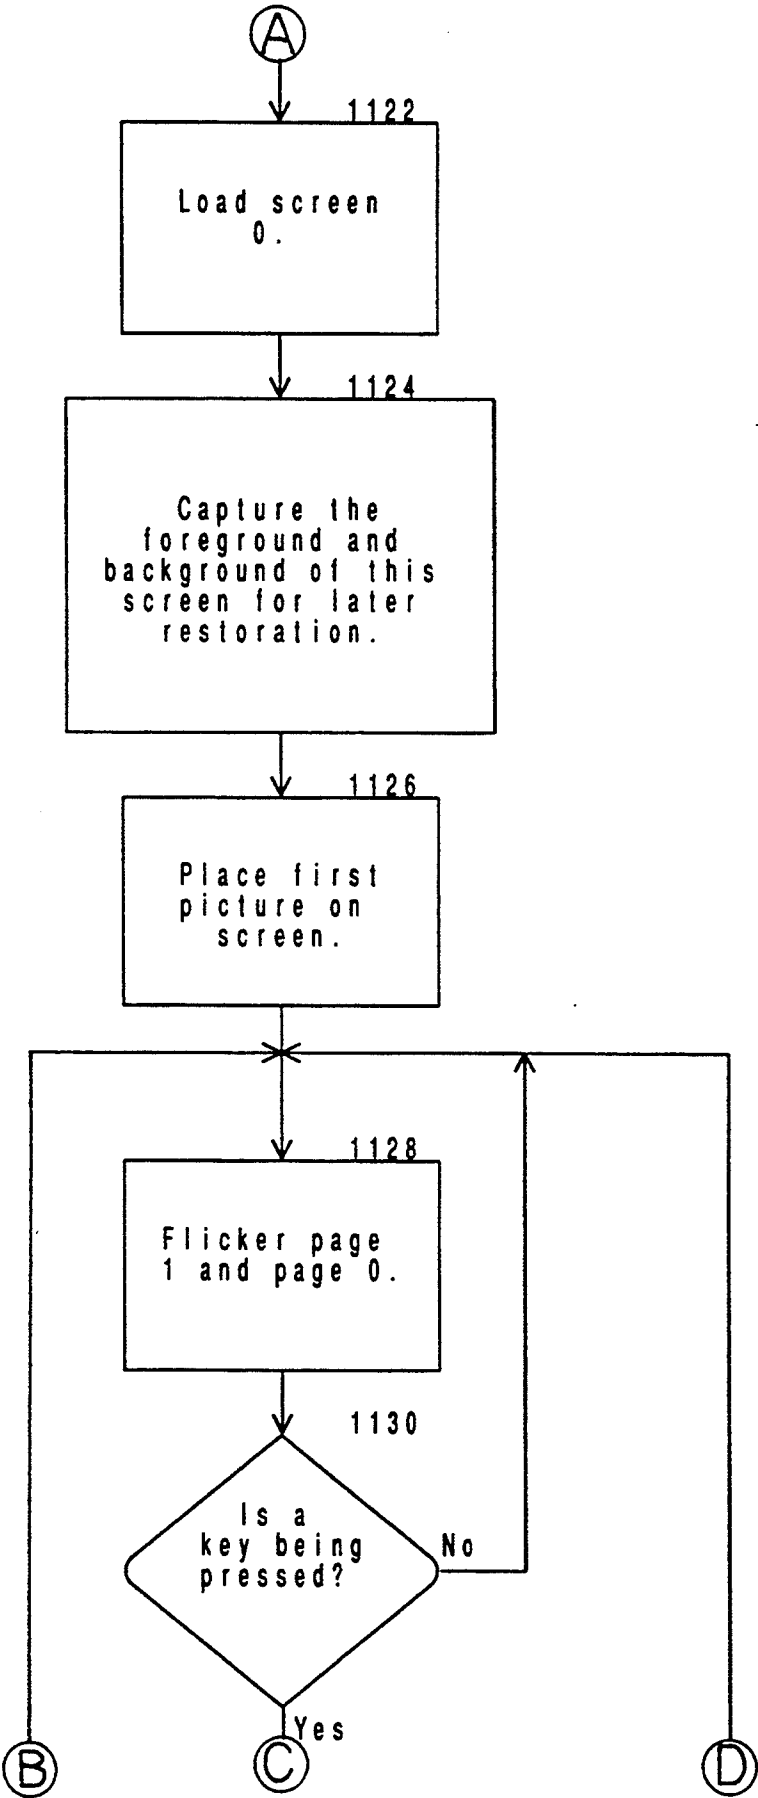 A
1122
Load screen
0.
1124
Capture the
foreground and
background of this
screen for later
restoration.
1126
Place first
picture on
screen.
1128
Flicker page
1 and page 0.
1130
Is a
key being
pressed?
No
Yes
B
C
D